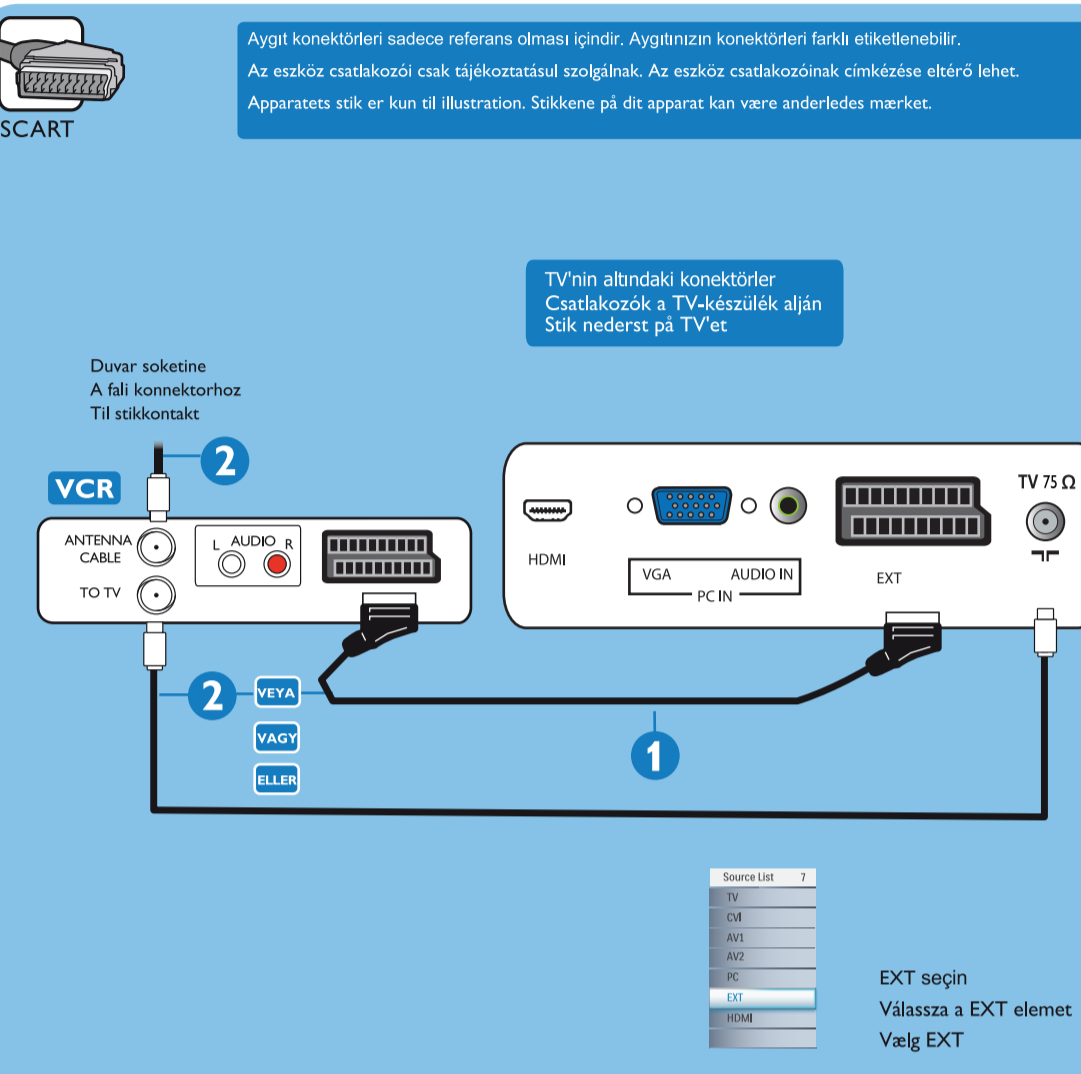 SCART
Aygıt konektörleri sadece referans olması içindir. Aygıtınızın konektörleri farklı etiketlenebilir.
Az eszköz csatlakozói csak tájékoztatásul szolgálnak. Az eszköz csatlakozóinak címkézése eltérő lehet.
Apparatets stik er kun til illustration. Stikkene på dit apparat kan være anderledes mærket.
TV'nin altındaki konektörler
Csatlakozók a TV-készülék alján
Stik nederst på TV'et
Duvar soketine
A fali konnektorhoz
Til stikkontakt
2
VCR
ANTENNA
CABLE
TO TV
L AUDIO R
HDMI
VGA AUDIO IN
PC IN
EXT
TV 75 Ω
2
VEYA
VAGY
ELLER
1
Source List 7
TV
CVI
AV1
AV2
PC
EXT
HDMI
EXT seçin
Válassza a EXT elemet
Vælg EXT